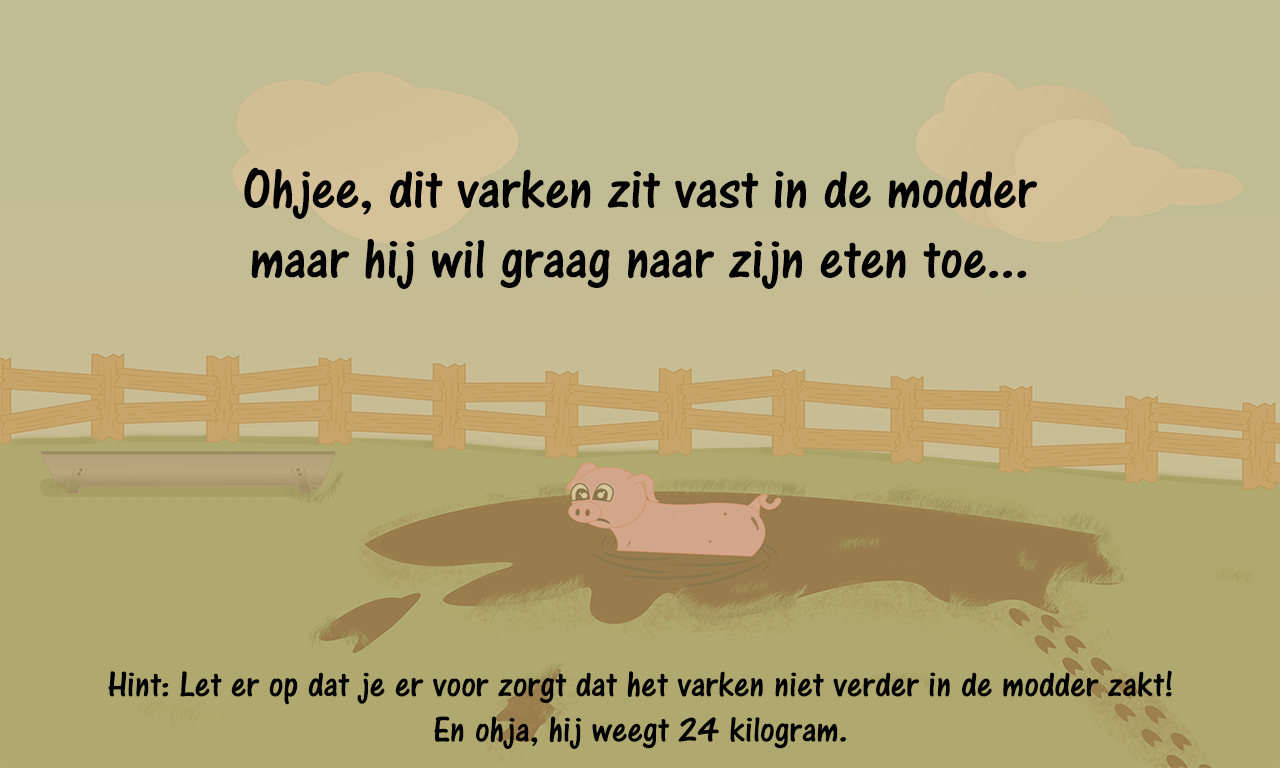 Ohjee, dit varken zit vast in de modder
maar hij wil graag naar zijn eten toe...
Hint: Let er op dat je er voor zorgt dat het varken niet verder in de modder zakt!
En ohja, hij weegt 24 kilogram.